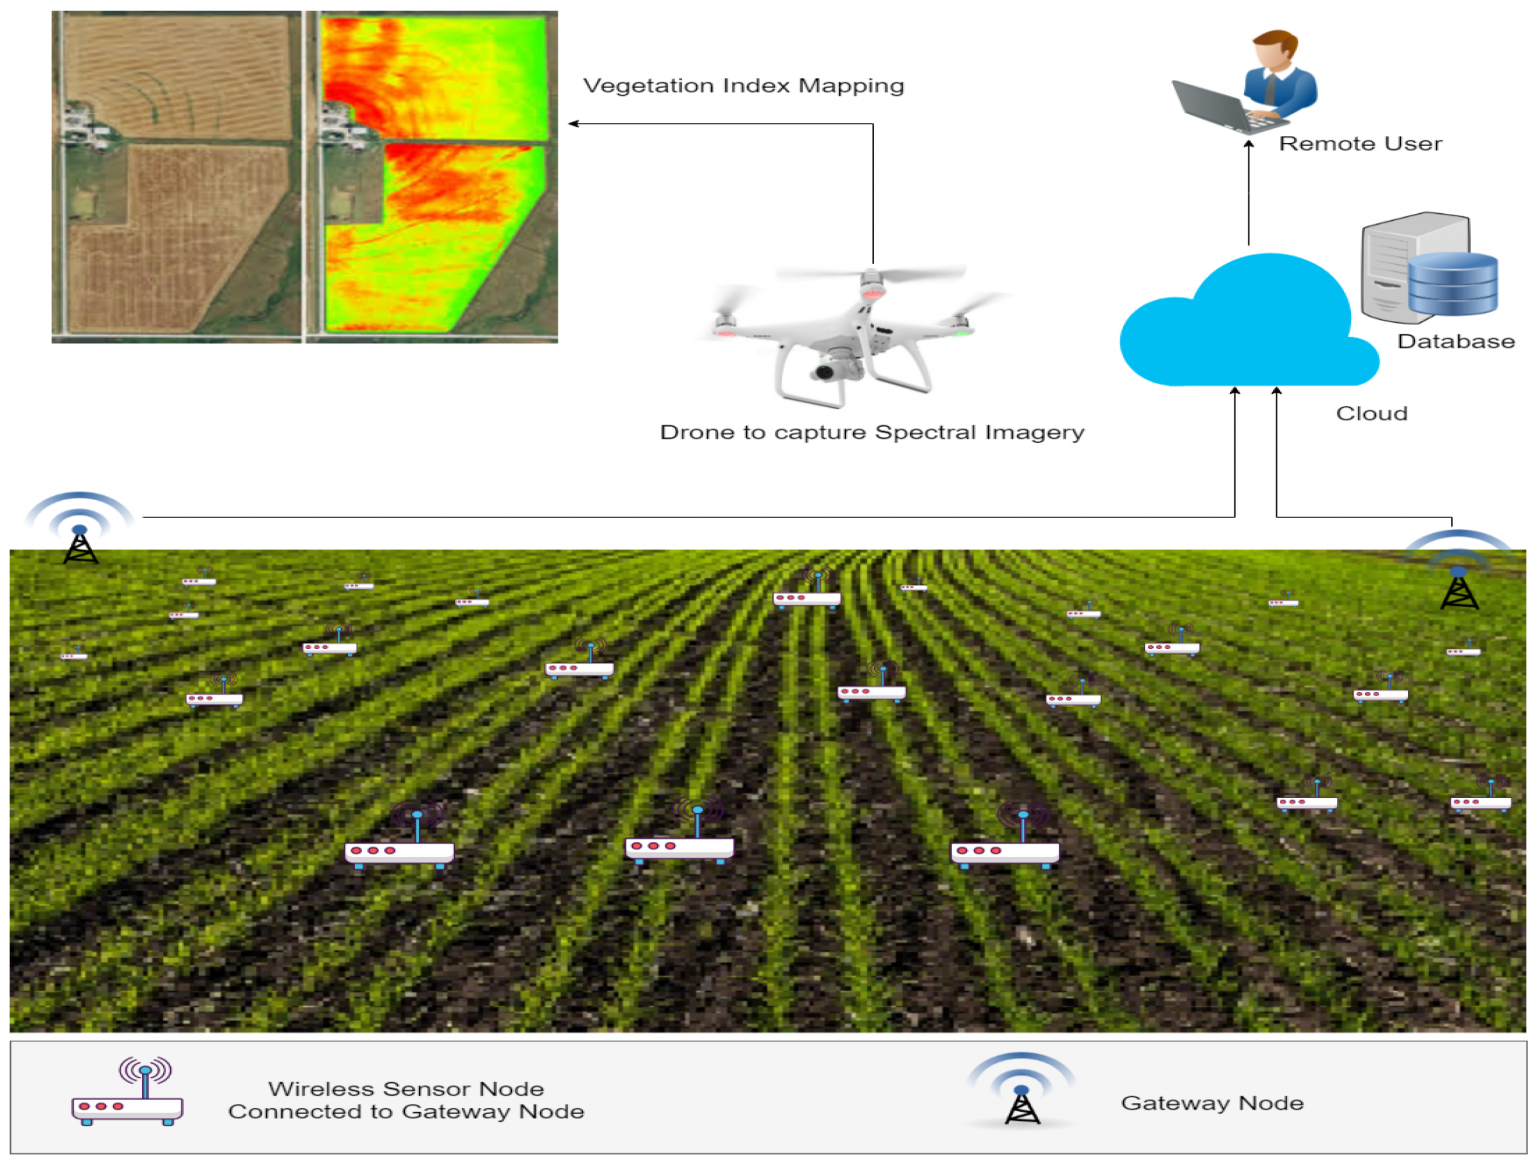 Vegetation Index Mapping
Remote User
Database
Cloud
Drone to capture Spectral Imagery
Wireless Sensor Node
Connected to Gateway Node
Gateway Node